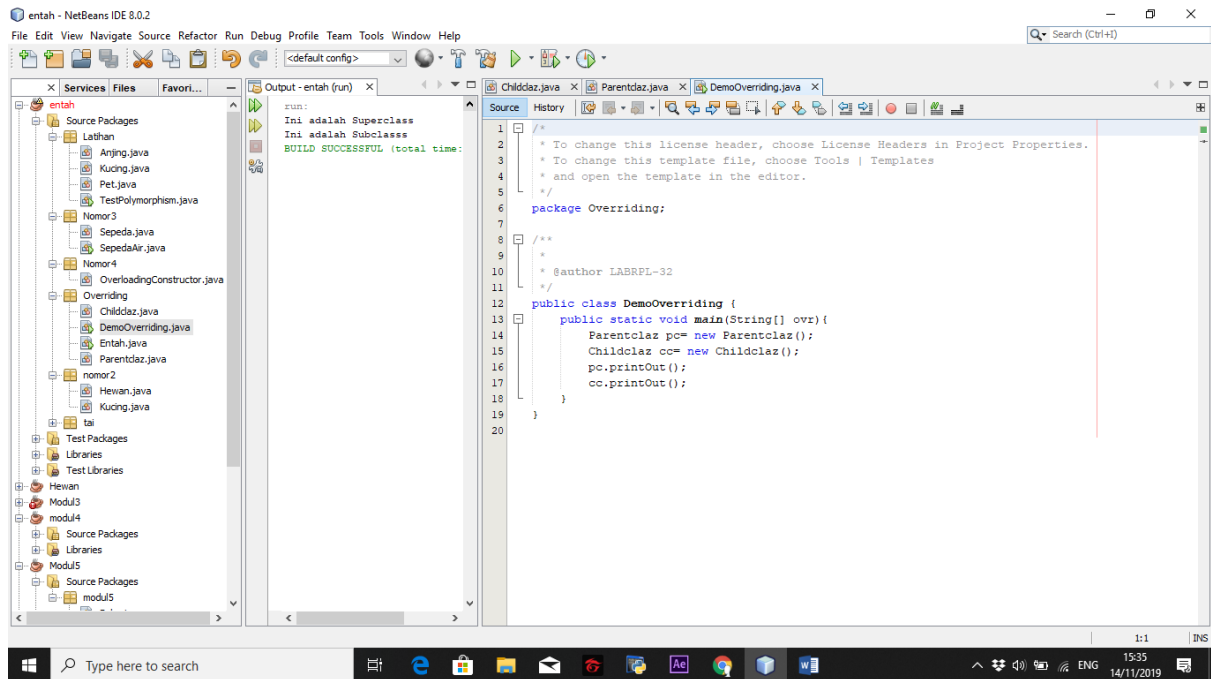 entah - NetBeans IDE 8.0.2
File Edit View Navigate Source Refactor Run Debug Profile Team Tools Window Help
Search (Ctrl+I)
<default config>
Services Files Favori...
entah
Source Packages
Latihan
Anjing.java
Kucing.java
Pet.java
TestPolymorphism.java
Nomor3
Sepeda.java
SepedaAir.java
Nomor4
OverloadingConstructor.java
Overriding
Childclaz.java
DemoOverriding.java
Entah.java
Parentclaz.java
nomor2
Hewan.java
Kucing.java
tai
Test Packages
Libraries
Test Libraries
Hewan
Modul3
modul4
Source Packages
Libraries
Modul5
Source Packages
modul5
Output - entah (run)
run:
Ini adalah Superclass
Ini adalah Subclasss
BUILD SUCCESSFUL (total time:
Childclaz.java Parentclaz.java DemoOverriding.java
Source History
1 /*
2 * To change this license header, choose License Headers in Project Properties.
3 * To change this template file, choose Tools | Templates
4 * and open the template in the editor.
5 */
6 package Overriding;
7
8 /**
9 *
10 * @author LABRPL-32
11 */
12 public class DemoOverriding {
13 public static void main(String[] ovr){
14 Parentclaz pc= new Parentclaz();
15 Childclaz cc= new Childclaz();
16 pc.printOut();
17 cc.printOut();
18 }
19 }
20
1:1 INS
Type here to search
Ae
ENG
15:35
14/11/2019